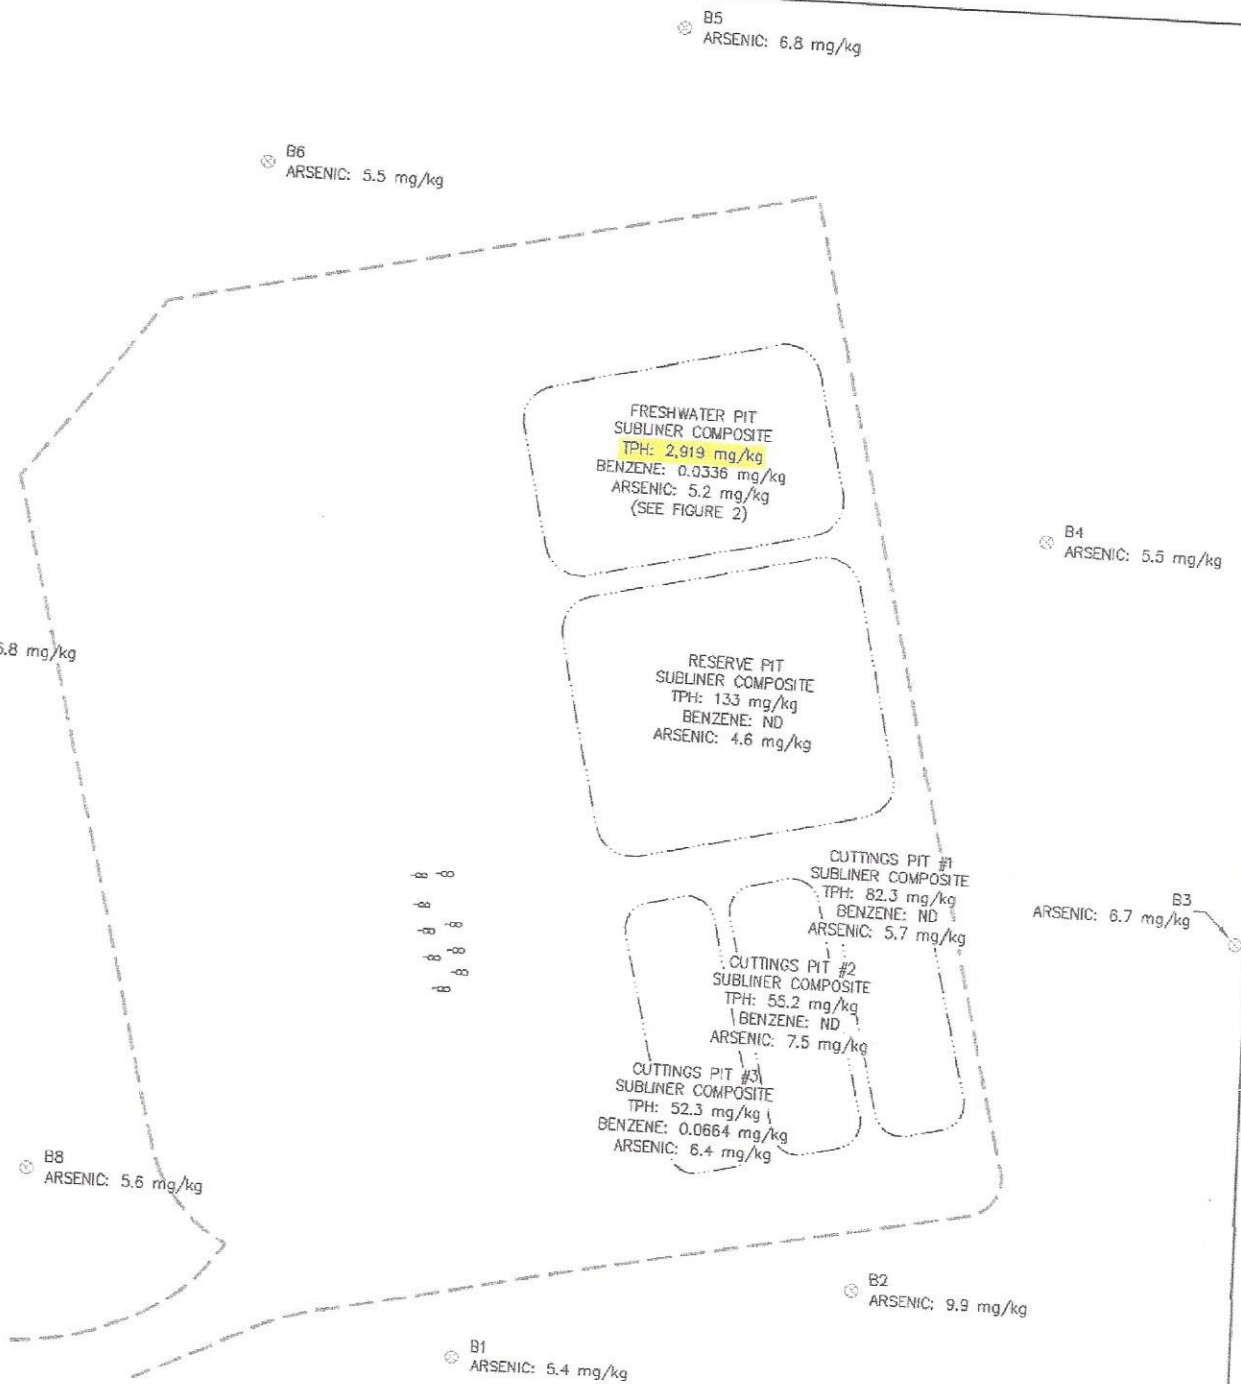 B5
ARSENIC: 6.8 mg/kg
B6
ARSENIC: 5.5 mg/kg
FRESHWATER PIT
SUBLINER COMPOSITE
TPH: 2,919 mg/kg
BENZENE: 0.0336 mg/kg
ARSENIC: 5.2 mg/kg
(SEE FIGURE 2)
B4
ARSENIC: 5.5 mg/kg
mg/kg
RESERVE PIT
SUBLINER COMPOSITE
TPH: 133 mg/kg
BENZENE: ND
ARSENIC: 4.6 mg/kg
CUTTINGS PIT #1
SUBLINER COMPOSITE
TPH: 82.3 mg/kg
BENZENE: ND
ARSENIC: 5.7 mg/kg
B3
ARSENIC: 6.7 mg/kg
CUTTINGS PIT #2
SUBLINER COMPOSITE
TPH: 55.2 mg/kg
BENZENE: ND
ARSENIC: 7.5 mg/kg
CUTTINGS PIT #3
SUBLINER COMPOSITE
TPH: 52.3 mg/kg
BENZENE: 0.0664 mg/kg
ARSENIC: 6.4 mg/kg
B8
ARSENIC: 5.6 mg/kg
B2
ARSENIC: 9.9 mg/kg
B1
ARSENIC: 5.4 mg/kg